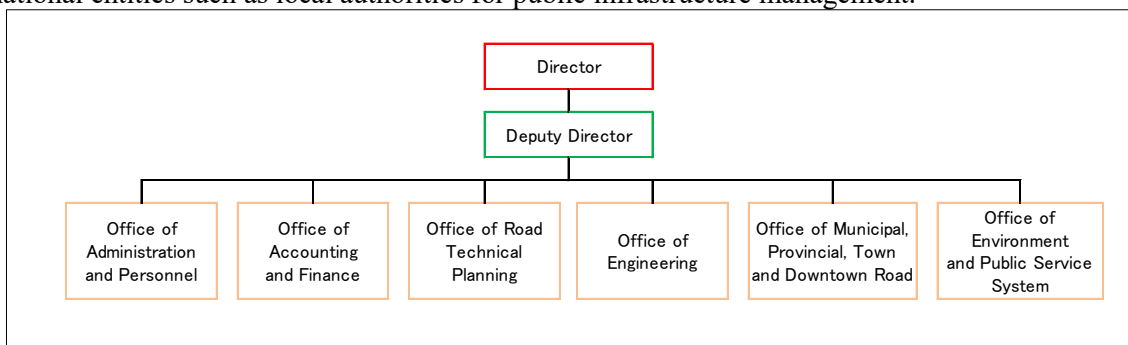 national entities such as local authorities for public infrastructure management.
Director
Deputy Director
Office of
Administration
and Personnel
Office of
Accounting
and Finance
Office of Road
Technical
Planning
Office of
Engineering
Office of Municipal,
Provincial, Town
and Downtown Road
Office of
Environment
and Public Service
System